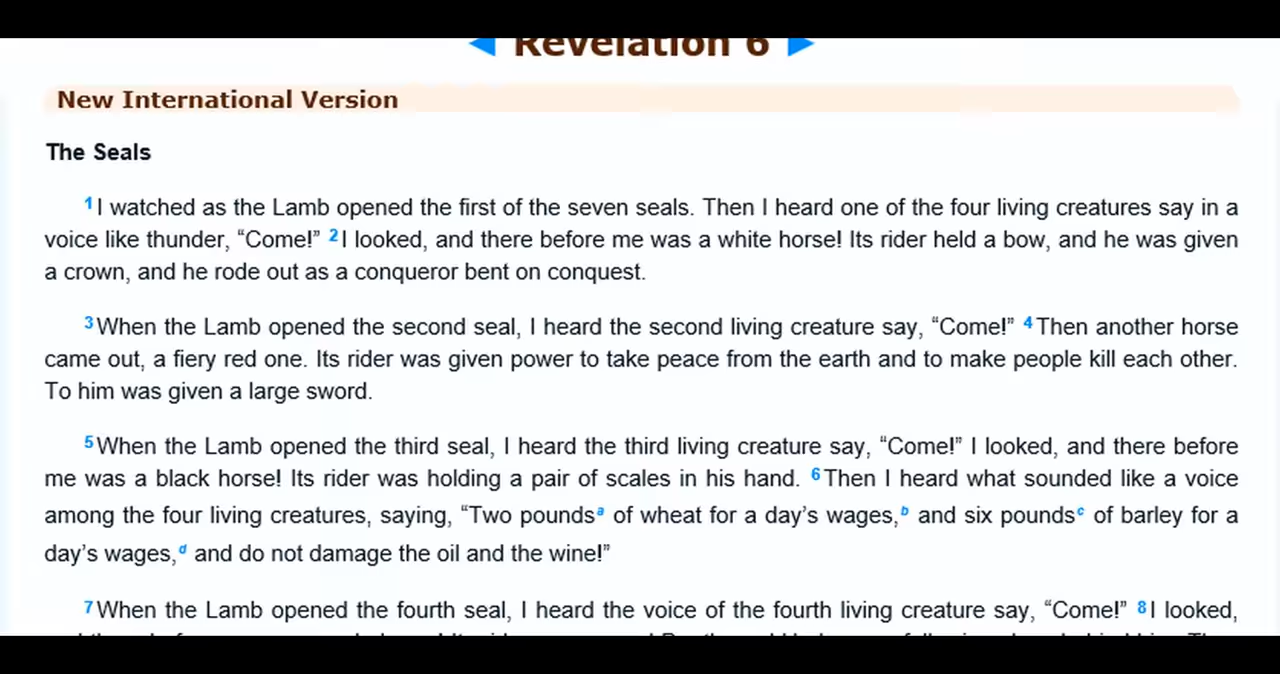 Revelation 6
New International Version
The Seals
1 I watched as the Lamb opened the first of the seven seals. Then I heard one of the four living creatures say in a
voice like thunder, “Come!” 2 I looked, and there before me was a white horse! Its rider held a bow, and he was given
a crown, and he rode out as a conqueror bent on conquest.
3 When the Lamb opened the second seal, I heard the second living creature say, “Come!” 4 Then another horse
came out, a fiery red one. Its rider was given power to take peace from the earth and to make people kill each other.
To him was given a large sword.
5 When the Lamb opened the third seal, I heard the third living creature say, “Come!” I looked, and there before
me was a black horse! Its rider was holding a pair of scales in his hand. 6 Then I heard what sounded like a voice
among the four living creatures, saying, “Two pounds a of wheat for a day’s wages, b and six pounds c of barley for a
day’s wages, d and do not damage the oil and the wine!”
7 When the Lamb opened the fourth seal, I heard the voice of the fourth living creature say, “Come!” 8 I looked,